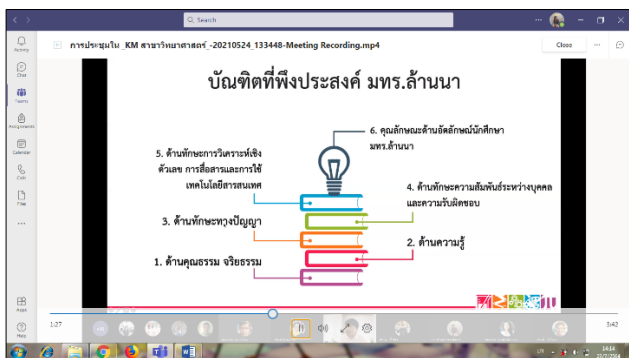 Search
การประชุมใน _KM สาขาวิทยาศาสตร์_-20210524_133448-Meeting Recording.mp4
Close
Activity
Chat
Teams
Assignments
Calendar
Calls
Files
Apps
Help
บัณฑิตที่พึงประสงค์ มทร.ล้านนา
6. คุณลักษณะด้านอัตลักษณ์นักศึกษา
มทร.ล้านนา
5. ด้านทักษะการวิเคราะห์เชิง
ตัวเลข การสื่อสารและการใช้
เทคโนโลยีสารสนเทศ
4. ด้านทักษะความสัมพันธ์ระหว่างบุคคล
และความรับผิดชอบ
3. ด้านทักษะทางปัญญา
2. ด้านความรู้
1. ด้านคุณธรรม จริยธรรม
1:27
3:42
EN
14:14